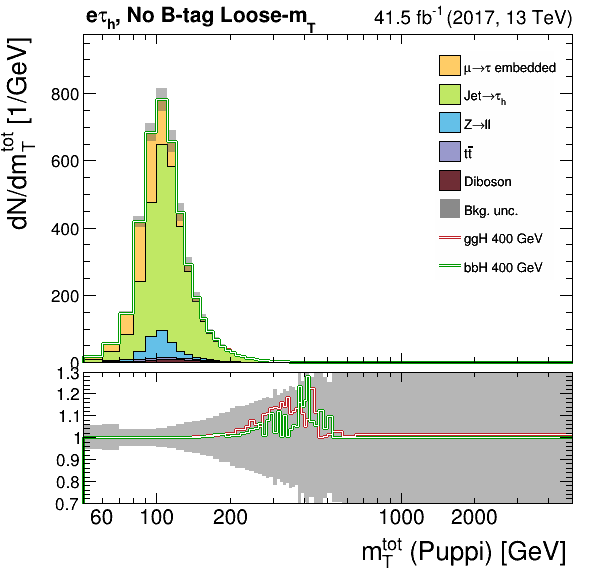 eτh, No B-tag Loose-mT
41.5 fb-1 (2017, 13 TeV)
dN/dmTtot [1/GeV]
800
600
400
200
0
μ→τ embedded
Jet→τh
Z→ll
tt̄
Diboson
Bkg. unc.
ggH 400 GeV
bbH 400 GeV
1.3
1.2
1.1
1
0.9
0.8
0.7
60 100 200 1000 2000
mTtot (Puppi) [GeV]